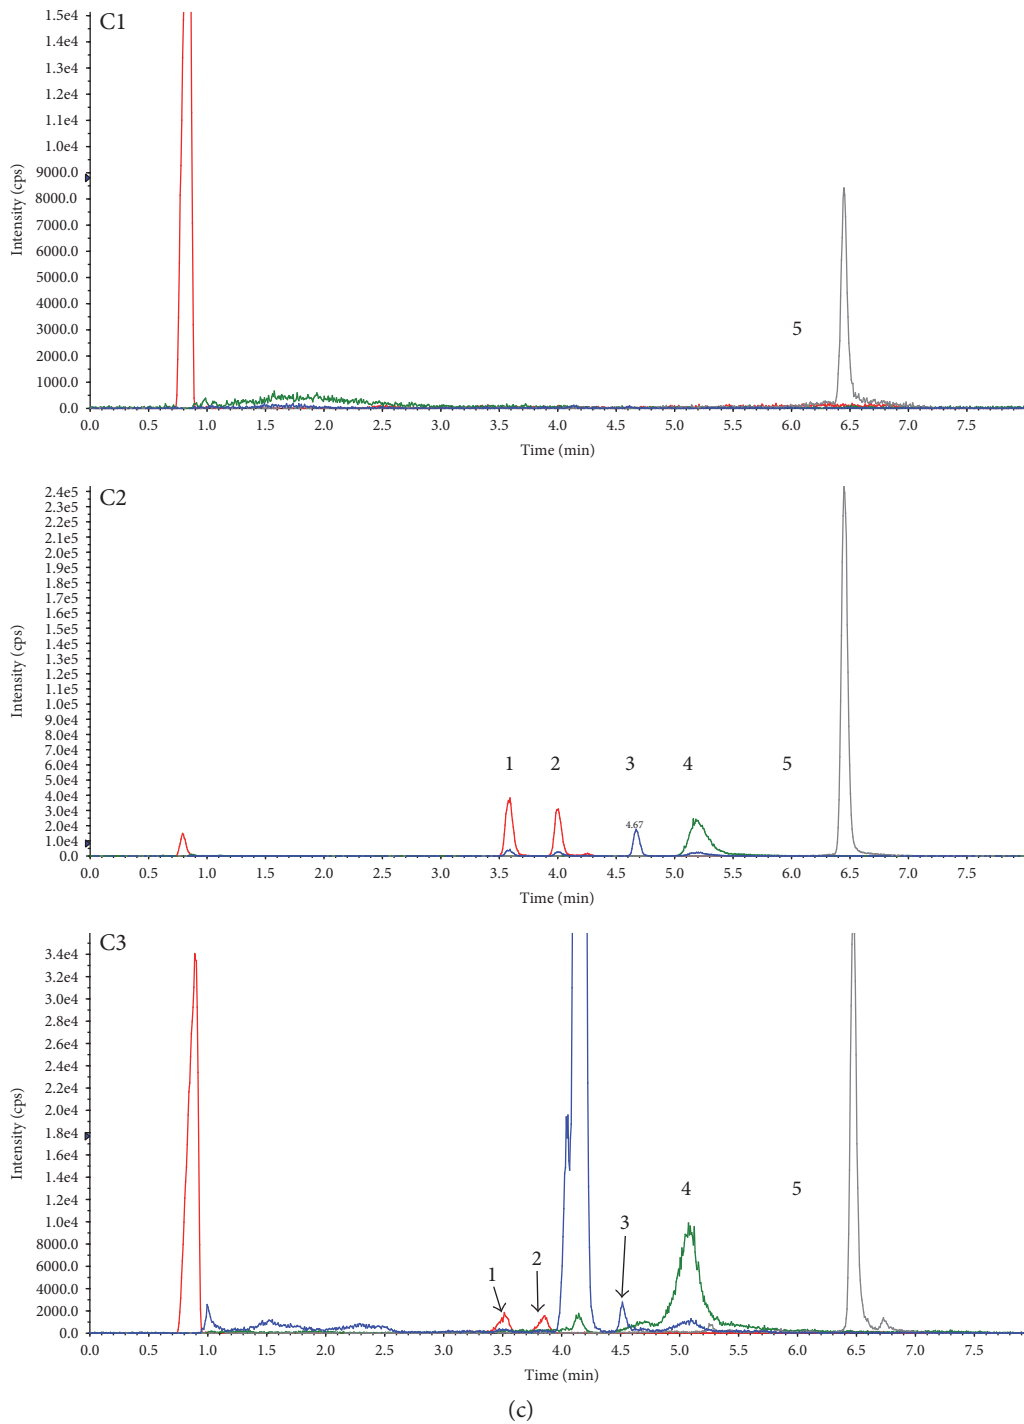 C1
Intensity (cps)
1.5e4
1.4e4
1.3e4
1.2e4
1.1e4
1.0e4
9000.0
8000.0
7000.0
6000.0
5000.0
4000.0
3000.0
2000.0
1000.0
0.0
5
0.0 0.5 1.0 1.5 2.0 2.5 3.0 3.5 4.0 4.5 5.0 5.5 6.0 6.5 7.0 7.5
Time (min)
C2
Intensity (cps)
2.4e5
2.3e5
2.2e5
2.1e5
2.0e5
1.9e5
1.8e5
1.7e5
1.6e5
1.5e5
1.4e5
1.3e5
1.2e5
1.1e5
1.0e5
9.0e4
8.0e4
7.0e4
6.0e4
5.0e4
4.0e4
3.0e4
2.0e4
1.0e4
0.0
1 2 3 4 5
4.67
0.0 0.5 1.0 1.5 2.0 2.5 3.0 3.5 4.0 4.5 5.0 5.5 6.0 6.5 7.0 7.5
Time (min)
C3
Intensity (cps)
3.4e4
3.2e4
3.0e4
2.8e4
2.6e4
2.4e4
2.2e4
2.0e4
1.8e4
1.6e4
1.4e4
1.2e4
1.0e4
8000.0
6000.0
4000.0
2000.0
0.0
1 2 3 4 5
0.0 0.5 1.0 1.5 2.0 2.5 3.0 3.5 4.0 4.5 5.0 5.5 6.0 6.5 7.0 7.5
Time (min)
(c)